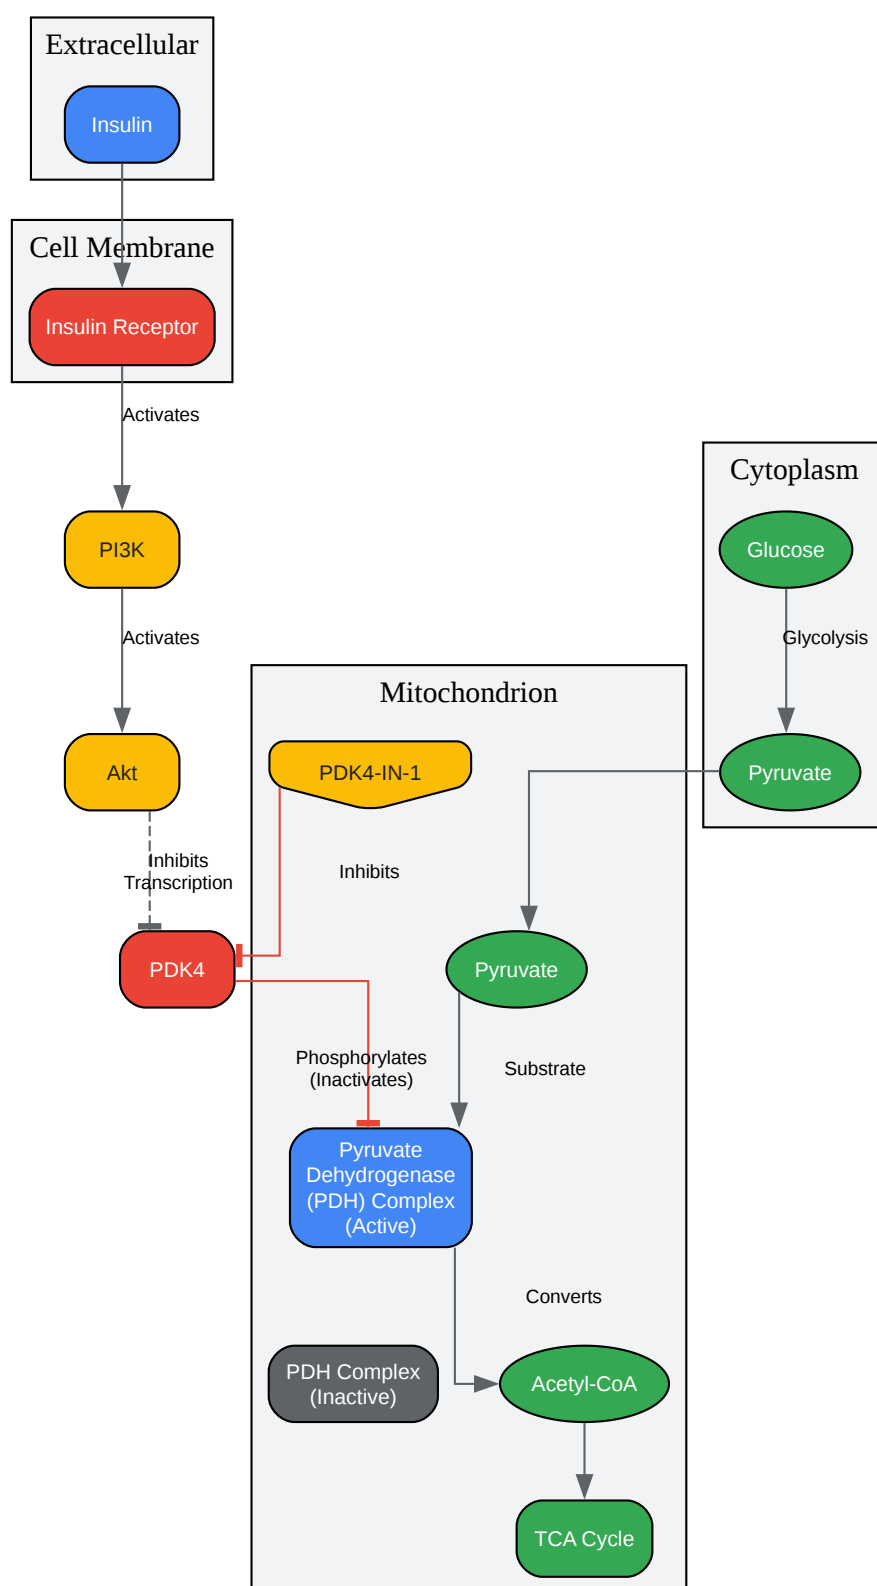 Extracellular
Insulin
Cell Membrane
Insulin Receptor
Activates
Cytoplasm
PI3K
Glucose
Activates
Glycolysis
Mitochondrion
Akt
PDK4-IN-1
Pyruvate
Inhibits
Transcription
Inhibits
PDK4
Pyruvate
Phosphorylates
(Inactivates)
Substrate
Pyruvate
Dehydrogenase
(PDH) Complex
(Active)
Converts
PDH Complex
(Inactive)
Acetyl-CoA
TCA Cycle